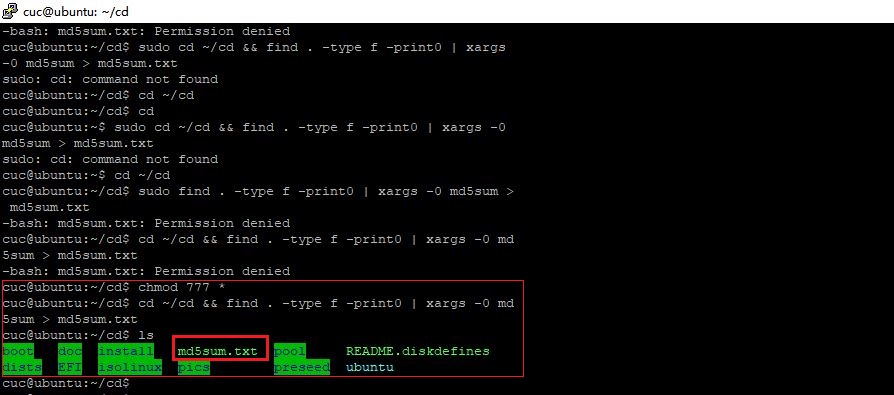 cuc@ubuntu: ~/cd
-bash: md5sum.txt: Permission denied
cuc@ubuntu:~/cd$ sudo cd ~/cd && find . -type f -print0 | xargs
-0 md5sum > md5sum.txt
sudo: cd: command not found
cuc@ubuntu:~/cd$ cd ~/cd
cuc@ubuntu:~/cd$ cd
cuc@ubuntu:~$ sudo cd ~/cd && find . -type f -print0 | xargs -0
md5sum > md5sum.txt
sudo: cd: command not found
cuc@ubuntu:~$ cd ~/cd
cuc@ubuntu:~/cd$ sudo find . -type f -print0 | xargs -0 md5sum >
 md5sum.txt
-bash: md5sum.txt: Permission denied
cuc@ubuntu:~/cd$ cd ~/cd && find . -type f -print0 | xargs -0 md
5sum > md5sum.txt
-bash: md5sum.txt: Permission denied
cuc@ubuntu:~/cd$ chmod 777 *
cuc@ubuntu:~/cd$ cd ~/cd && find . -type f -print0 | xargs -0 md
5sum > md5sum.txt
cuc@ubuntu:~/cd$ ls
boot doc install md5sum.txt pool README.diskdefines
dists EFI isolinux pics preseed ubuntu
cuc@ubuntu:~/cd$